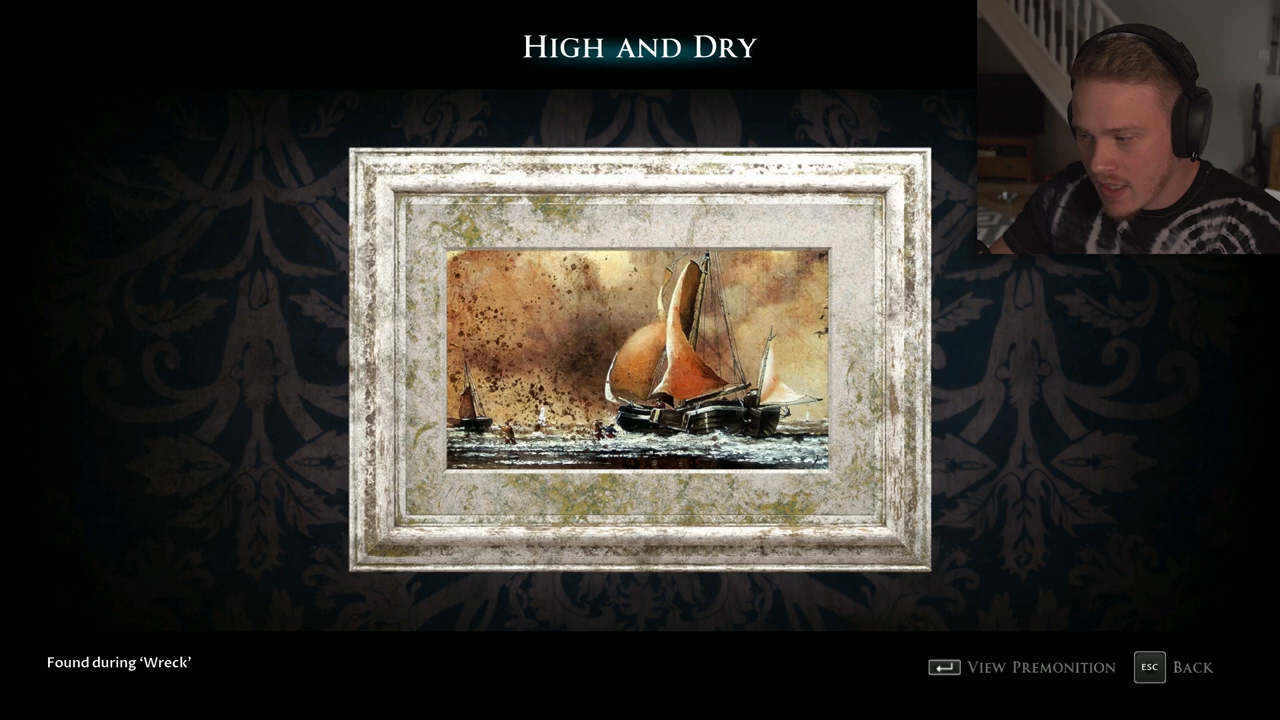 High and Dry
Found during ‘Wreck’
View Premonition
ESC
Back